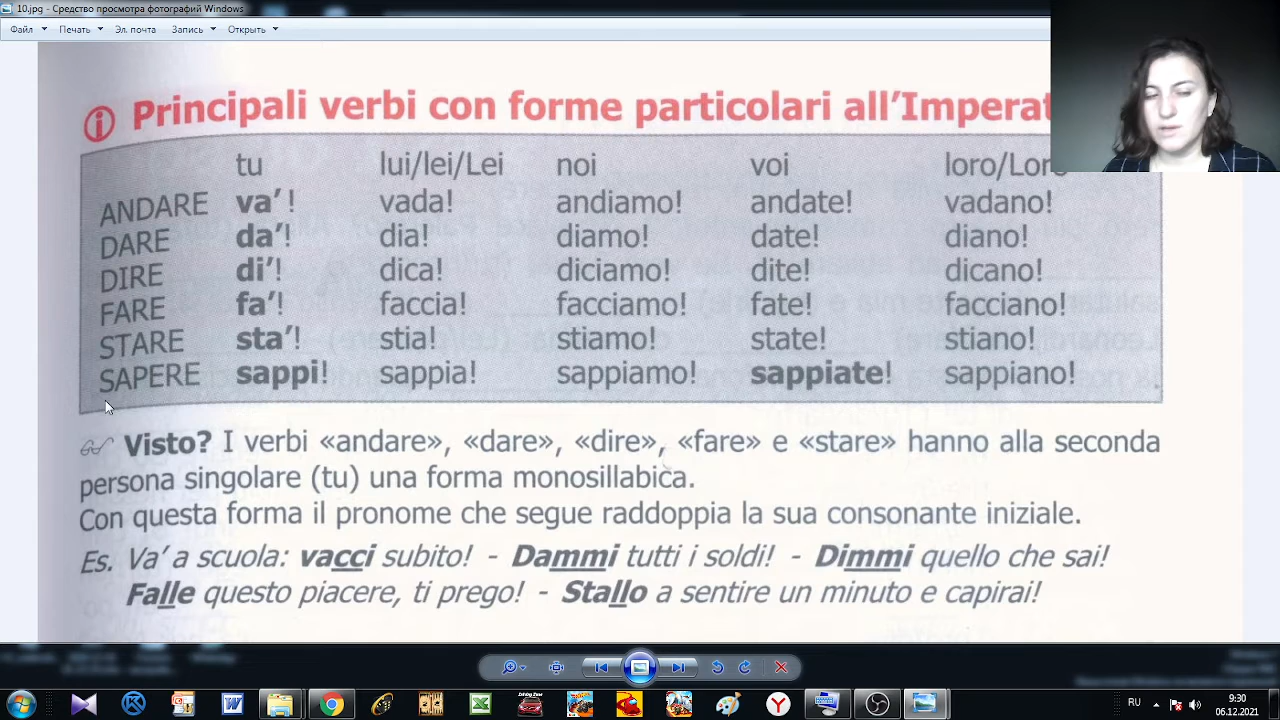 10.jpg - Средство просмотра фотографий Windows
Файл Печать Эл. почта Запись Открыть
Principali verbi con forme particolari all'Imperat
tu lui/lei/Lei noi voi loro/Loro
ANDARE va'! vada! andiamo! andate! vadano!
DARE da'! dia! diamo! date! diano!
DIRE di'! dica! diciamo! dite! dicano!
FARE fa'! faccia! facciamo! fate! facciano!
STARE sta'! stia! stiamo! state! stiano!
SAPERE sappi! sappia! sappiamo! sappiate! sappiano!
Visto? I verbi «andare», «dare», «dire», «fare» e «stare» hanno alla seconda
persona singolare (tu) una forma monosillabica.
Con questa forma il pronome che segue raddoppia la sua consonante iniziale.
Es. Va' a scuola: vacci subito! - Dammi tutti i soldi! - Dimmi quello che sai!
Falle questo piacere, ti prego! - Stallo a sentire un minuto e capirai!
RU 9:30
06.12.2021